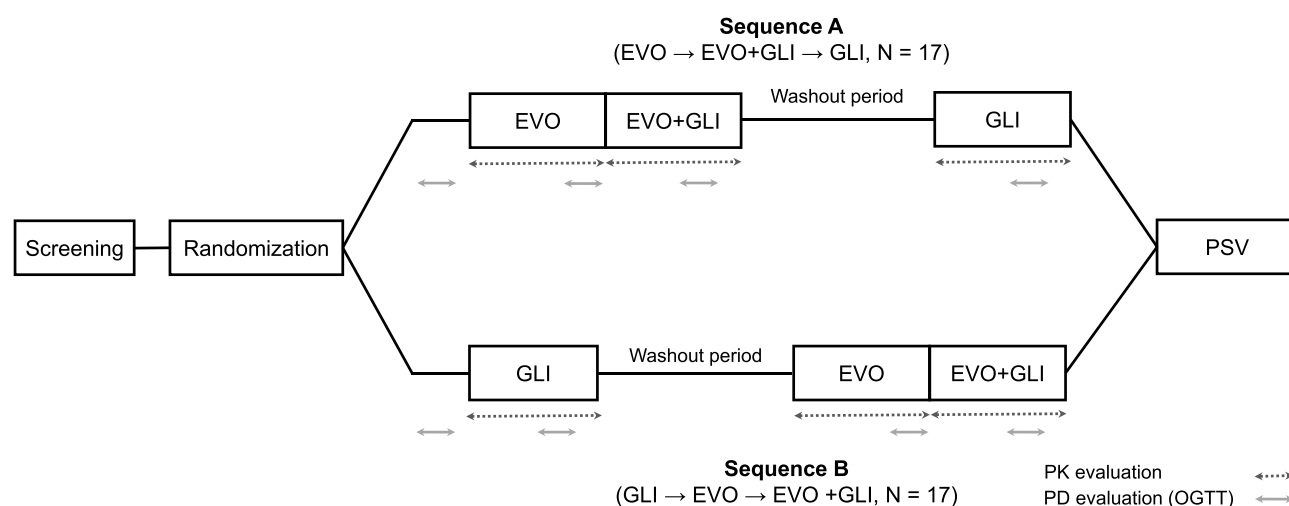 Sequence A
(EVO → EVO+GLI → GLI, N = 17)
Washout period
EVO
EVO+GLI
GLI
Screening
Randomization
PSV
Washout period
GLI
EVO
EVO+GLI
Sequence B
(GLI → EVO → EVO +GLI, N = 17)
PK evaluation
PD evaluation (OGTT)